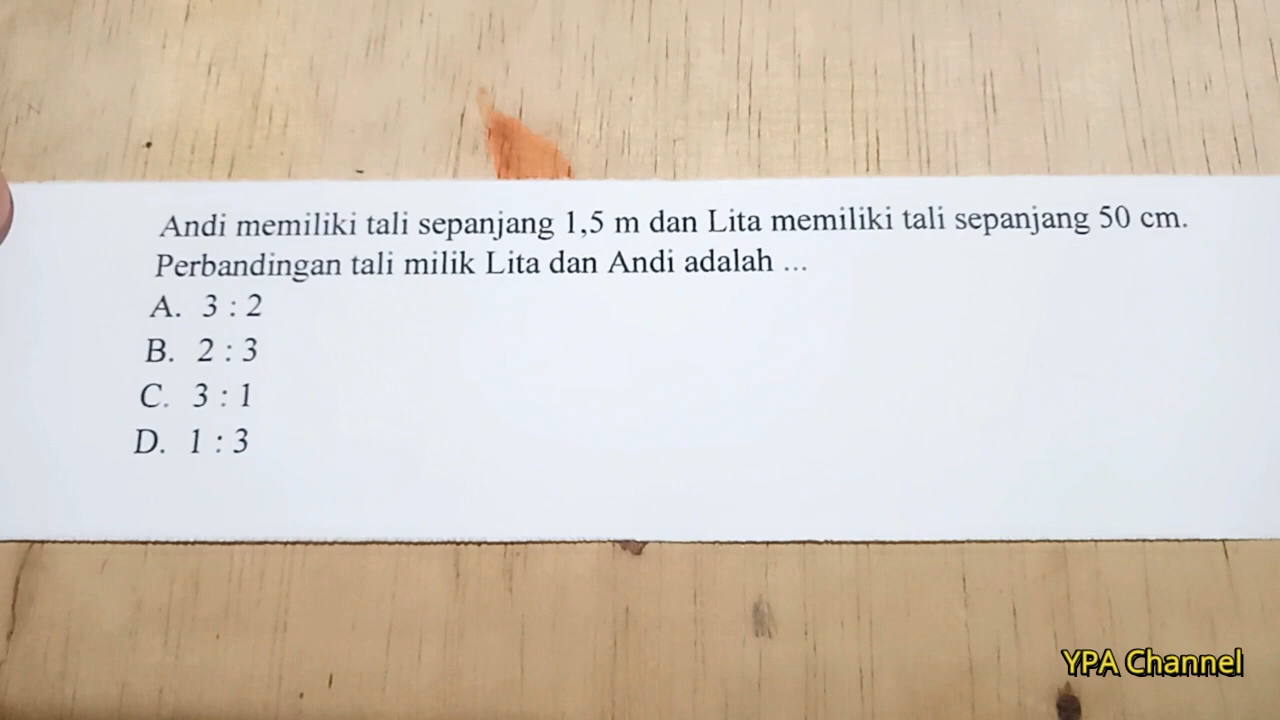 Andi memiliki tali sepanjang 1,5 m dan Lita memiliki tali sepanjang 50 cm.
Perbandingan tali milik Lita dan Andi adalah ...
A. 3 : 2
B. 2 : 3
C. 3 : 1
D. 1 : 3
YPA Channel